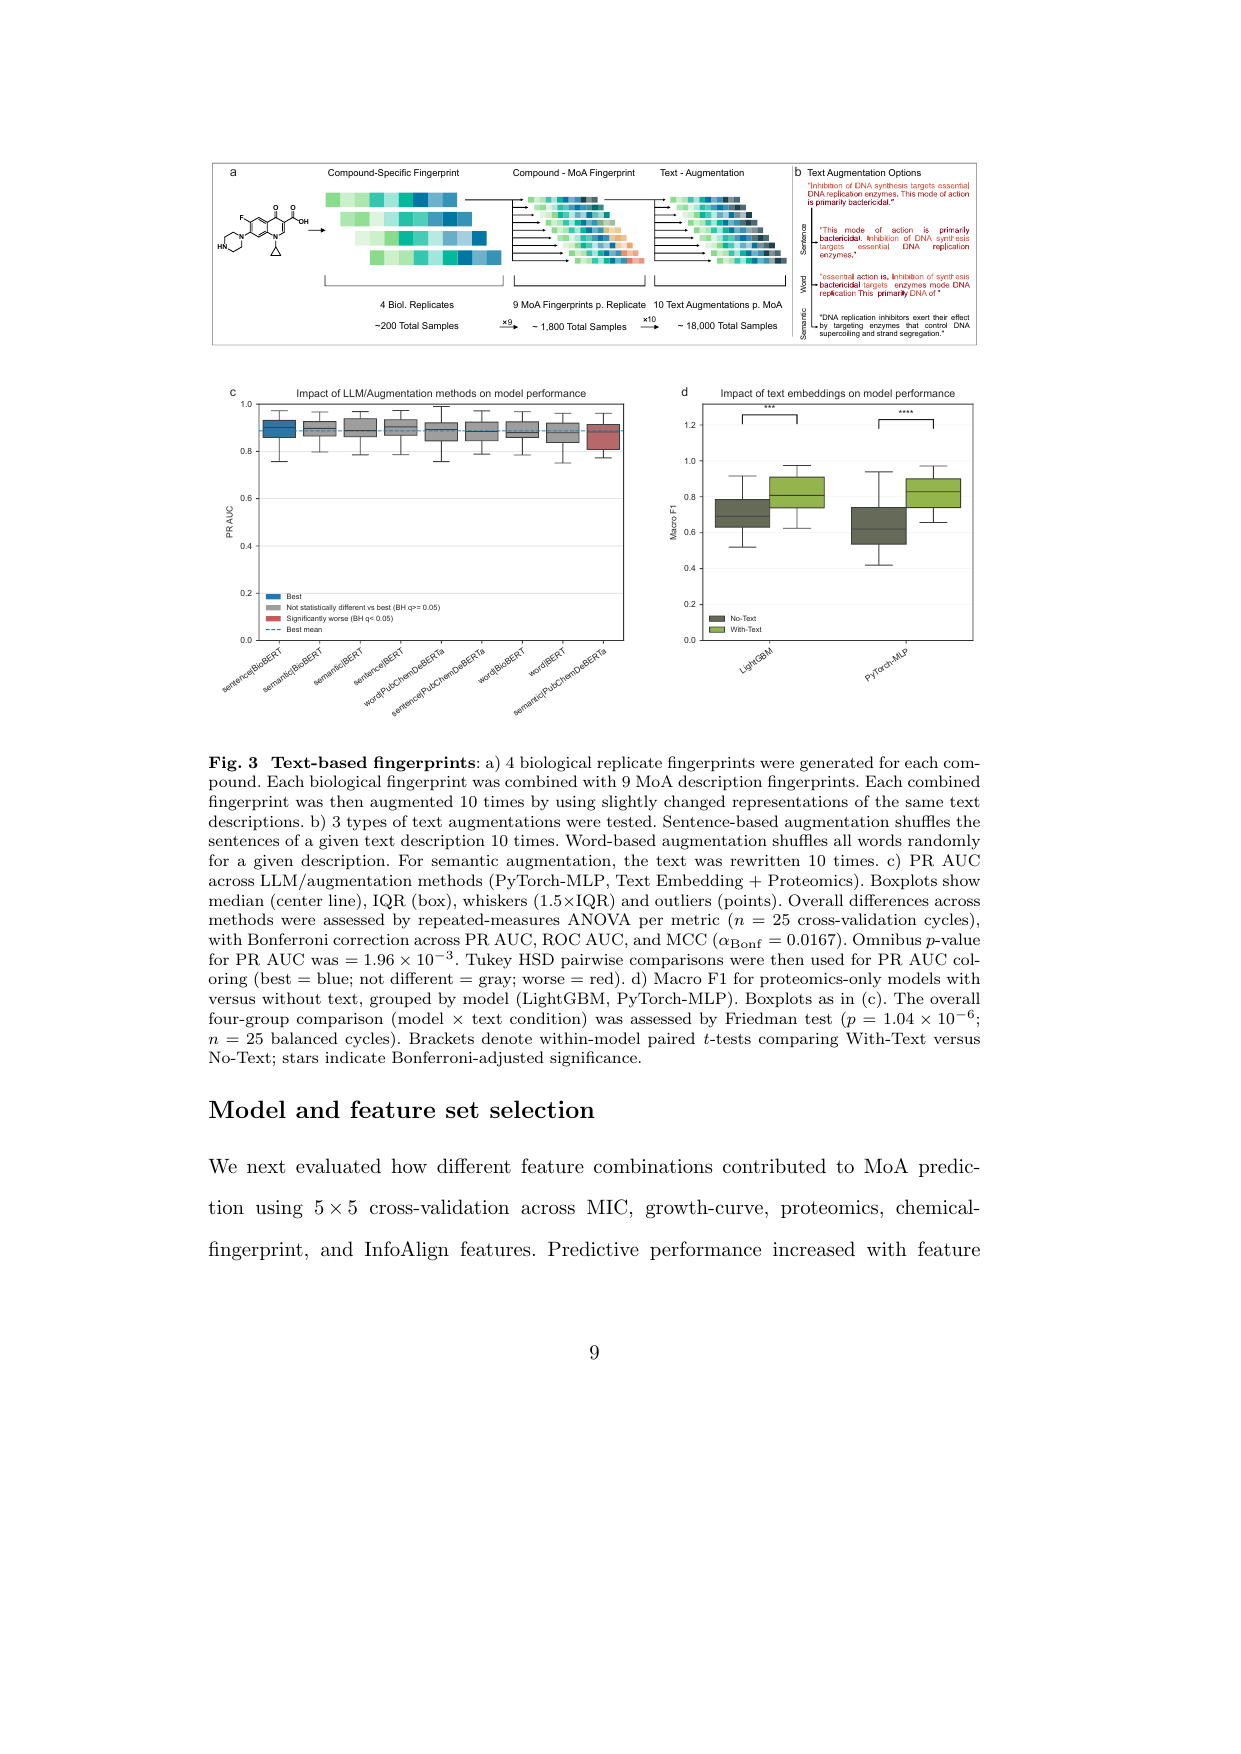 a
Compound-Specific Fingerprint
Compound - MoA Fingerprint
Text - Augmentation
F
O
O
OH
N
N
HN
4 Biol. Replicates
9 MoA Fingerprints p. Replicate
10 Text Augmentations p. MoA
~200 Total Samples
×9
~ 1,800 Total Samples
×10
~ 18,000 Total Samples
b
Text Augmentation Options
"Inhibition of DNA synthesis targets essential
DNA replication enzymes. This mode of action
is primarily bactericidal."
Sentence
"This mode of action is primarily
bactericidal. Inhibition of DNA synthesis
targets essential DNA replication
enzymes."
Word
"essential action is, Inhibition of synthesis
bactericidal targets enzymes mode DNA
replication This primarily DNA of "
Semantic
"DNA replication inhibitors exert their effect
by targeting enzymes that control DNA
supercoiling and strand segregation."
c
Impact of LLM/Augmentation methods on model performance
PR AUC
1.0
0.8
0.6
0.4
0.2
0.0
Best
Not statistically different vs best (BH q>= 0.05)
Significantly worse (BH q< 0.05)
Best mean
sentence|BioBERT
semantic|BioBERT
semantic|BERT
sentence|BERT
word|PubChemDeBERTa
sentence|PubChemDeBERTa
word|BioBERT
word|BERT
semantic|PubChemDeBERTa
d
Impact of text embeddings on model performance
Macro F1
1.2
1.0
0.8
0.6
0.4
0.2
0.0
***
****
No-Text
With-Text
LightGBM
PyTorch-MLP
Fig. 3 Text-based fingerprints: a) 4 biological replicate fingerprints were generated for each com-
pound. Each biological fingerprint was combined with 9 MoA description fingerprints. Each combined
fingerprint was then augmented 10 times by using slightly changed representations of the same text
descriptions. b) 3 types of text augmentations were tested. Sentence-based augmentation shuffles the
sentences of a given text description 10 times. Word-based augmentation shuffles all words randomly
for a given description. For semantic augmentation, the text was rewritten 10 times. c) PR AUC
across LLM/augmentation methods (PyTorch-MLP, Text Embedding + Proteomics). Boxplots show
median (center line), IQR (box), whiskers (1.5×IQR) and outliers (points). Overall differences across
methods were assessed by repeated-measures ANOVA per metric (n = 25 cross-validation cycles),
with Bonferroni correction across PR AUC, ROC AUC, and MCC (α_Bonf = 0.0167). Omnibus p-value
for PR AUC was = 1.96 × 10⁻³. Tukey HSD pairwise comparisons were then used for PR AUC col-
oring (best = blue; not different = gray; worse = red). d) Macro F1 for proteomics-only models with
versus without text, grouped by model (LightGBM, PyTorch-MLP). Boxplots as in (c). The overall
four-group comparison (model × text condition) was assessed by Friedman test (p = 1.04 × 10⁻⁶;
n = 25 balanced cycles). Brackets denote within-model paired t-tests comparing With-Text versus
No-Text; stars indicate Bonferroni-adjusted significance.
Model and feature set selection
We next evaluated how different feature combinations contributed to MoA predic-
tion using 5 × 5 cross-validation across MIC, growth-curve, proteomics, chemical-
fingerprint, and InfoAlign features. Predictive performance increased with feature
9